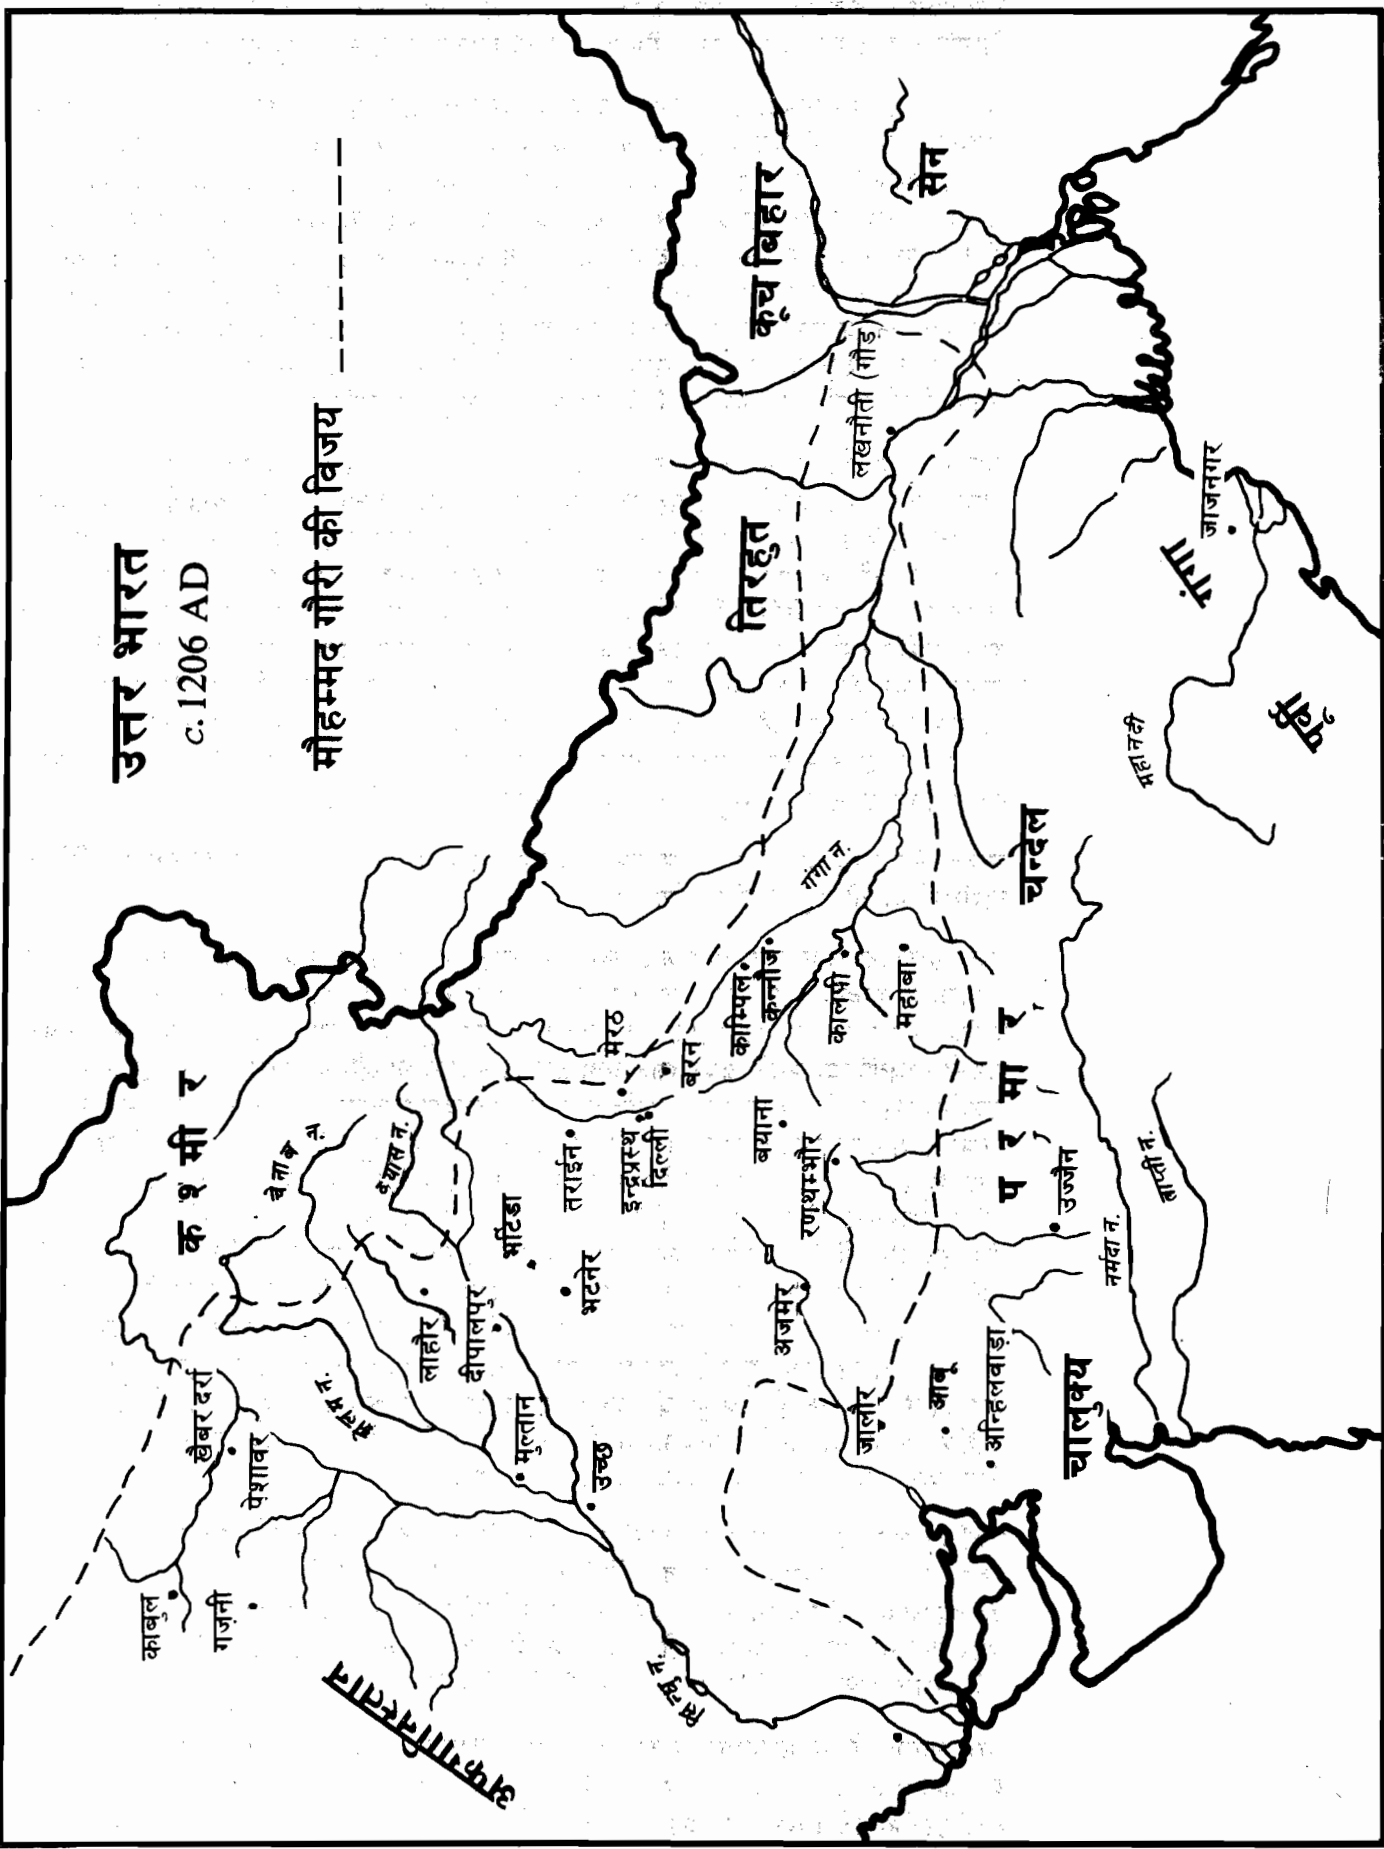 उत्तर भारत
c. 1206 AD
मौहम्मद गौरी की विजय
क श मी र
काबुल
गज़नी
खैबर दर्रा
पेशावर
अफगानिस्तान
झेलम न.
चेनाब न.
व्यास न.
लाहौर
दीपालपुर
मुल्तान
उच्छ
सिन्धु न.
भटिंडा
भटनेर
तराईन
इन्द्रप्रस्थ
दिल्ली
मेरठ
बरन
काम्पिल
कन्नौज
गंगा न.
कालपी
महोबा
बयाना
रणथम्भौर
अजमेर
जालौर
आबू
अन्हिलवाड़ा
चालुक्य
प र मा र
उज्जैन
नर्मदा न.
ताप्ती न.
चन्देल
तिरहुत
कूच बिहार
लखनौती (गौड़)
सेन
महानदी
पूर्वी
गंगा
जाजनगर